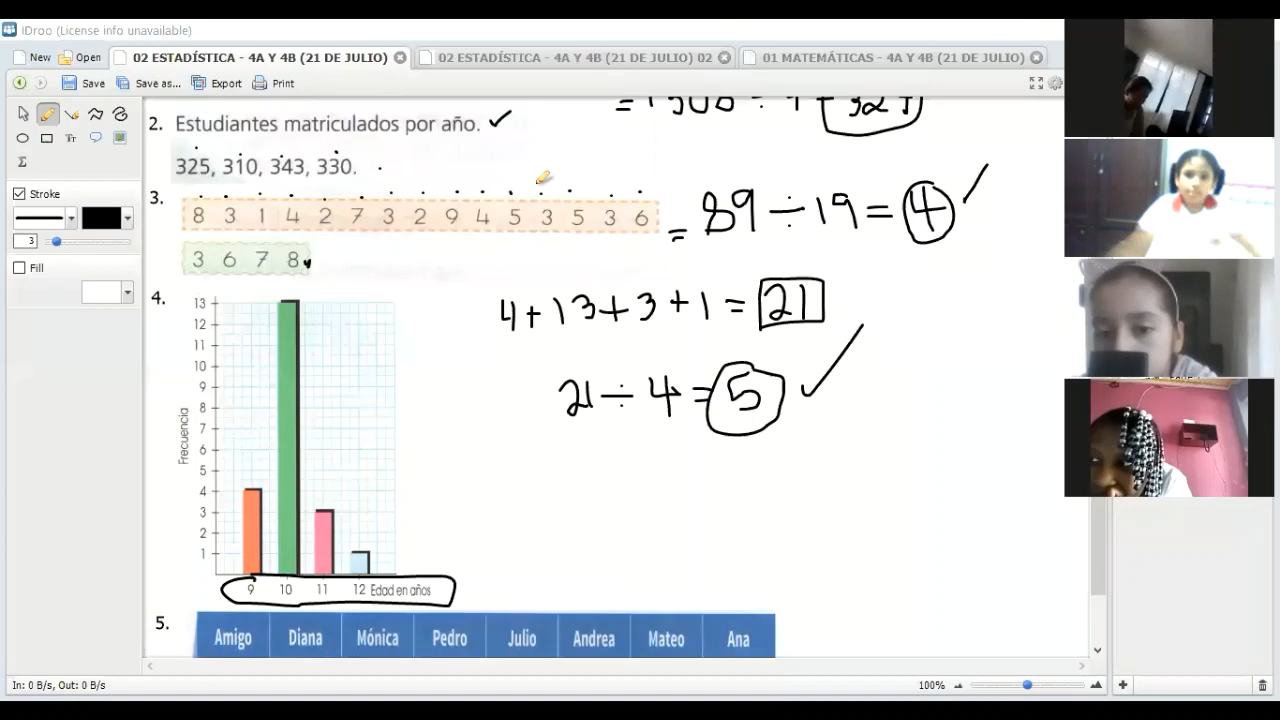 IDroo (License info unavailable)
New Open 02 ESTADÍSTICA - 4A Y 4B (21 DE JULIO) 02 ESTADÍSTICA - 4A Y 4B (21 DE JULIO) 02 01 MATEMÁTICAS - 4A Y 4B (21 DE JULIO)
Save Save as... Export Print
2. Estudiantes matriculados por año.
325, 310, 343, 330.
3.
8 3 1 4 2 7 3 2 9 4 5 3 5 3 6
= 89 ÷ 19 = 4
3 6 7 8
4.
4 + 13 + 3 + 1 = 21
21 ÷ 4 = 5
Frecuencia
13
12
11
10
9
8
7
6
5
4
3
2
1
9 10 11 12 Edad en años
5.
Amigo Diana Mónica Pedro Julio Andrea Mateo Ana
Tr
Σ
Stroke
3
Fill
In: 0 B/s, Out: 0 B/s
100%